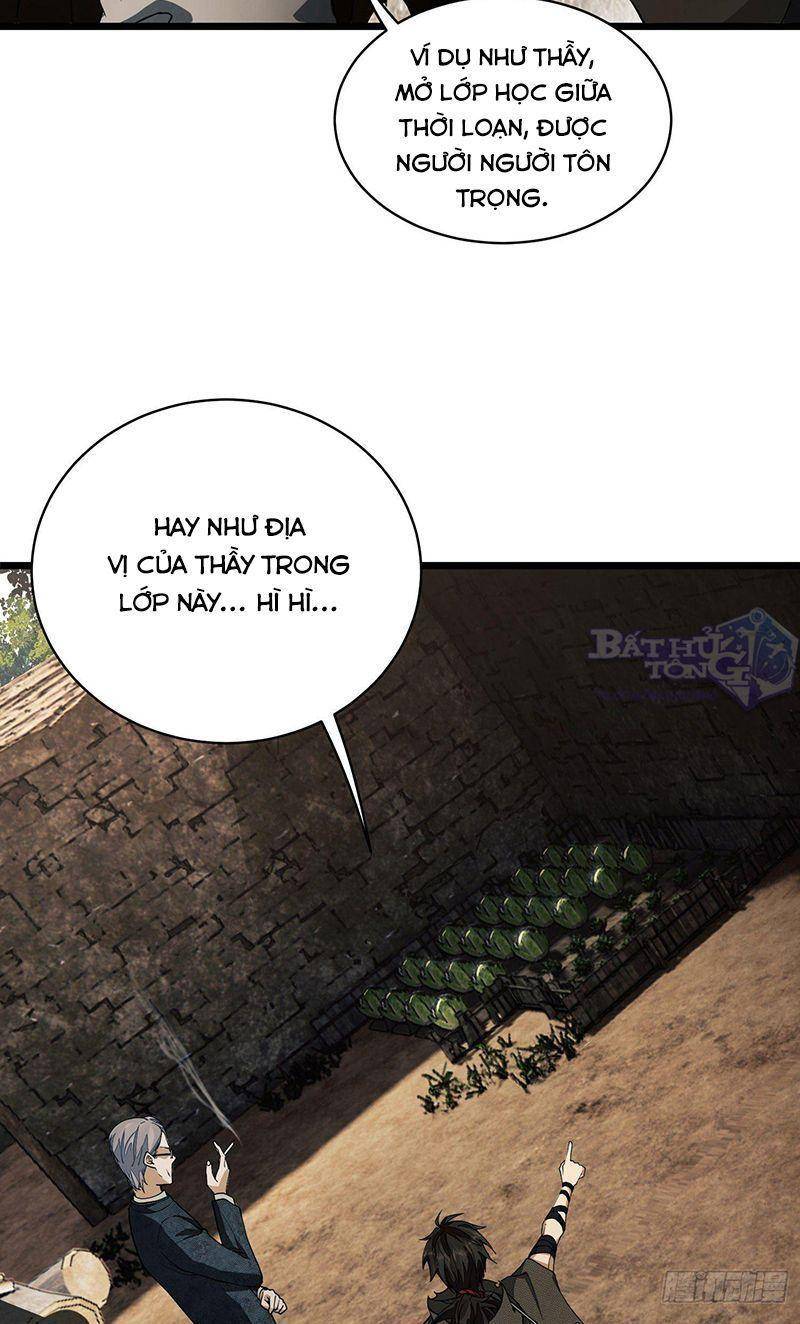 VÍ DỤ NHƯ THẦY,
MỞ LỚP HỌC GIỮA
THỜI LOẠN, ĐƯỢC
NGƯỜI NGƯỜI TÔN
TRỌNG.
HAY NHƯ ĐỊA
VỊ CỦA THẦY TRONG
LỚP NÀY... HÌ HÌ...
BẤT HỦ
TÔNG